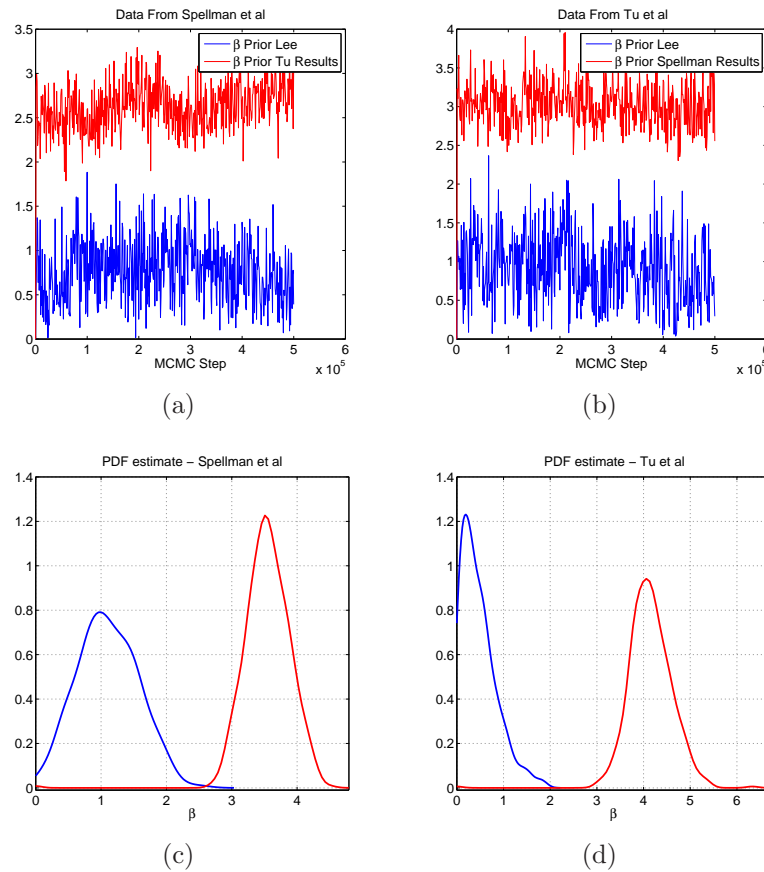 Data From Spellman et al
3.5
3
2.5
2
1.5
1
0.5
0
β Prior Lee
β Prior Tu Results
0 1 2 3 4 5 6
MCMC Step
x 10^5
(a)
Data From Tu et al
4
3.5
3
2.5
2
1.5
1
0.5
0
β Prior Lee
β Prior Spellman Results
0 1 2 3 4 5 6
MCMC Step
x 10^5
(b)
PDF estimate − Spellman et al
1.4
1.2
1
0.8
0.6
0.4
0.2
0
0 1 2 3 4
β
(c)
PDF estimate − Tu et al
1.4
1.2
1
0.8
0.6
0.4
0.2
0
0 1 2 3 4 5 6
β
(d)